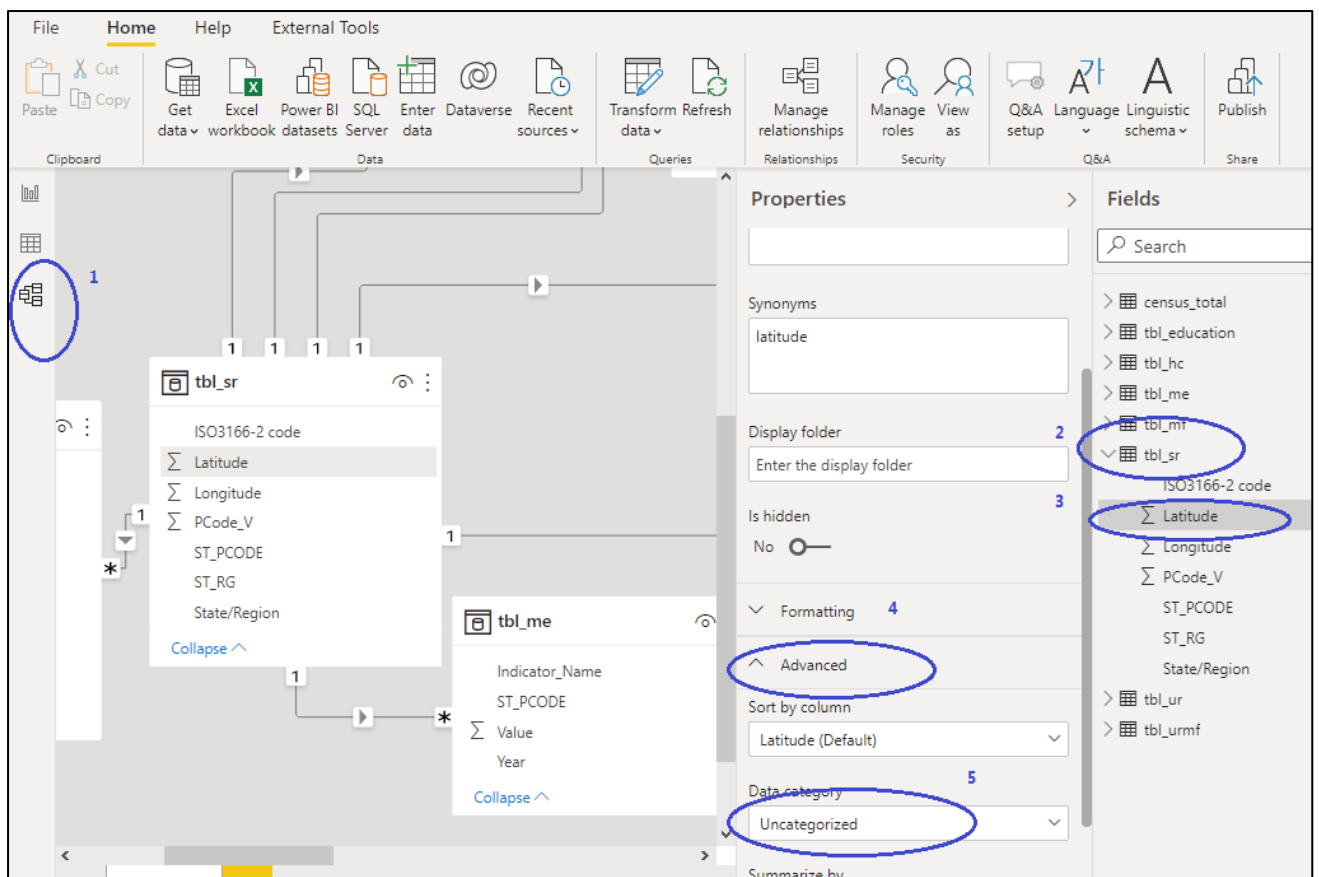 File Home Help External Tools
Paste
Cut
Copy
Get data
Excel workbook
Power BI datasets
SQL Server
Enter data
Dataverse
Recent sources
Transform data
Refresh
Manage relationships
Manage roles
View as
Q&A setup
Language
Linguistic schema
Publish
Clipboard Data Queries Relationships Security Q&A Share
1
1 1 1 1
tbl_sr
ISO3166-2 code
Σ Latitude
Σ Longitude
Σ PCode_V
ST_PCODE
ST_RG
State/Region
Collapse
1
*
1
1
*
tbl_me
Indicator_Name
ST_PCODE
Σ Value
Year
Collapse
Properties
Synonyms
latitude
Display folder 2
Enter the display folder
3
Is hidden
No
Formatting 4
Advanced
Sort by column
Latitude (Default)
5
Data category
Uncategorized
Summarize by
Fields
Search
census_total
tbl_education
tbl_hc
tbl_me
tbl_mf
tbl_sr
ISO3166-2 code
Σ Latitude
Σ Longitude
Σ PCode_V
ST_PCODE
ST_RG
State/Region
tbl_ur
tbl_urmf